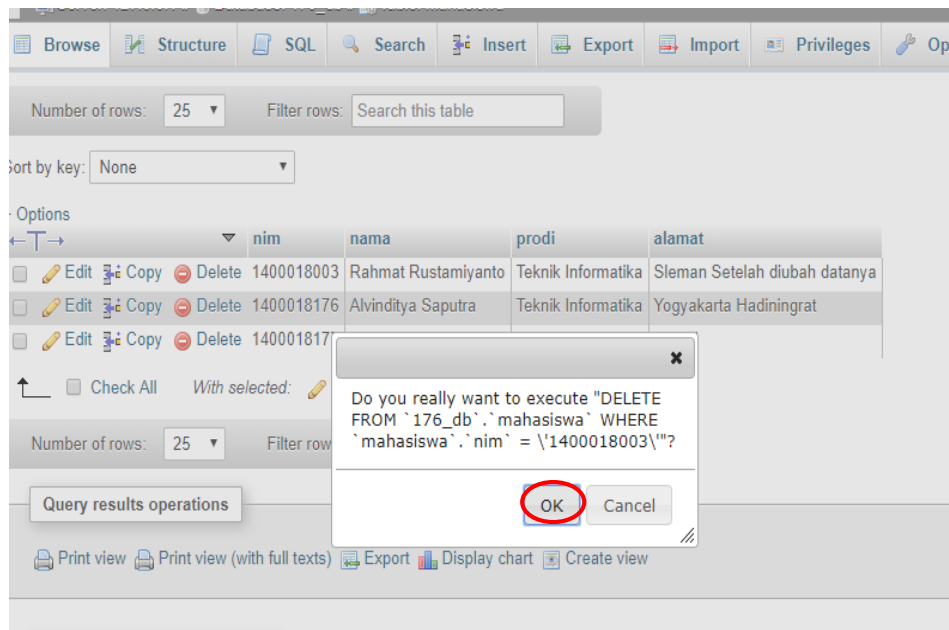 Browse Structure SQL Search Insert Export Import Privileges Op
Number of rows: 25 Filter rows: Search this table
Sort by key: None
+ Options
←T→ nim nama prodi alamat
Edit Copy Delete 1400018003 Rahmat Rustamiyanto Teknik Informatika Sleman Setelah diubah datanya
Edit Copy Delete 1400018176 Alvinditya Saputra Teknik Informatika Yogyakarta Hadiningrat
Edit Copy Delete 140001817
Check All With selected:
Do you really want to execute "DELETE
FROM `176_db`.`mahasiswa` WHERE
`mahasiswa`.`nim` = \'1400018003\'"?
OK Cancel
Number of rows: 25 Filter row
Query results operations
Print view Print view (with full texts) Export Display chart Create view